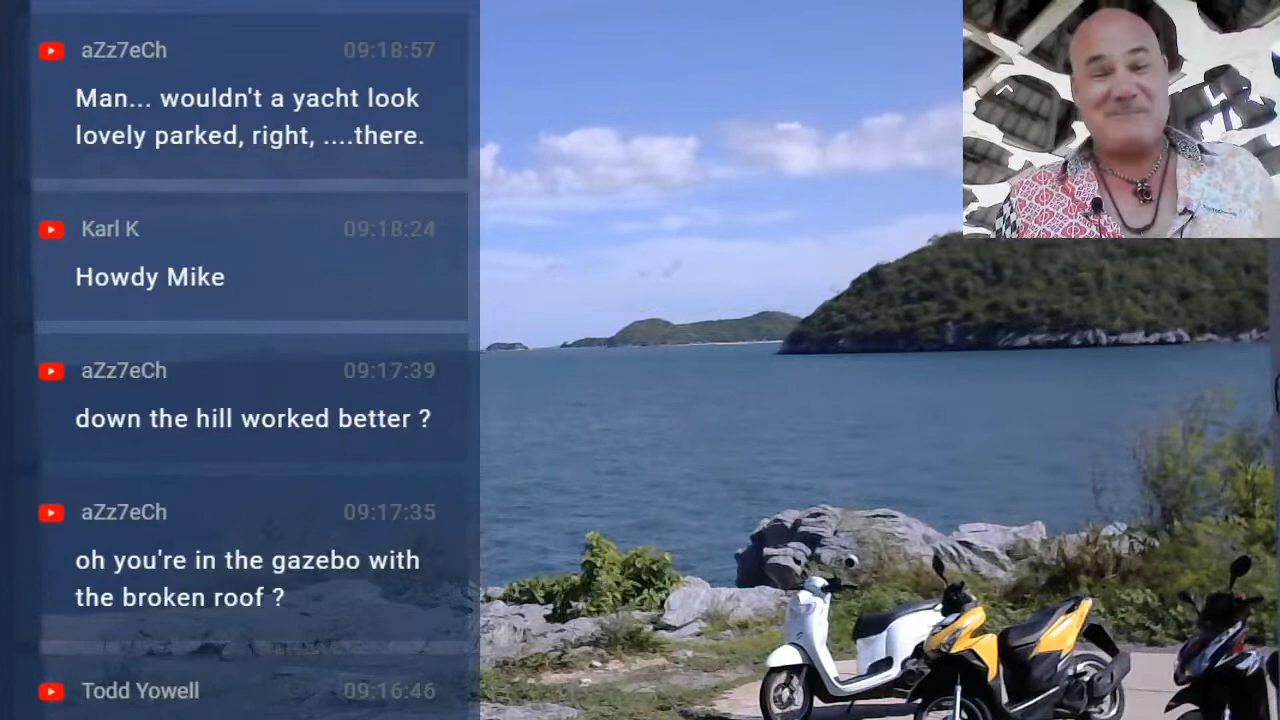 aZz7eCh 09:18:57
Man... wouldn't a yacht look
lovely parked, right, ....there.
Karl K 09:18:24
Howdy Mike
aZz7eCh 09:17:39
down the hill worked better ?
aZz7eCh 09:17:35
oh you're in the gazebo with
the broken roof ?
Todd Yowell 09:16:46